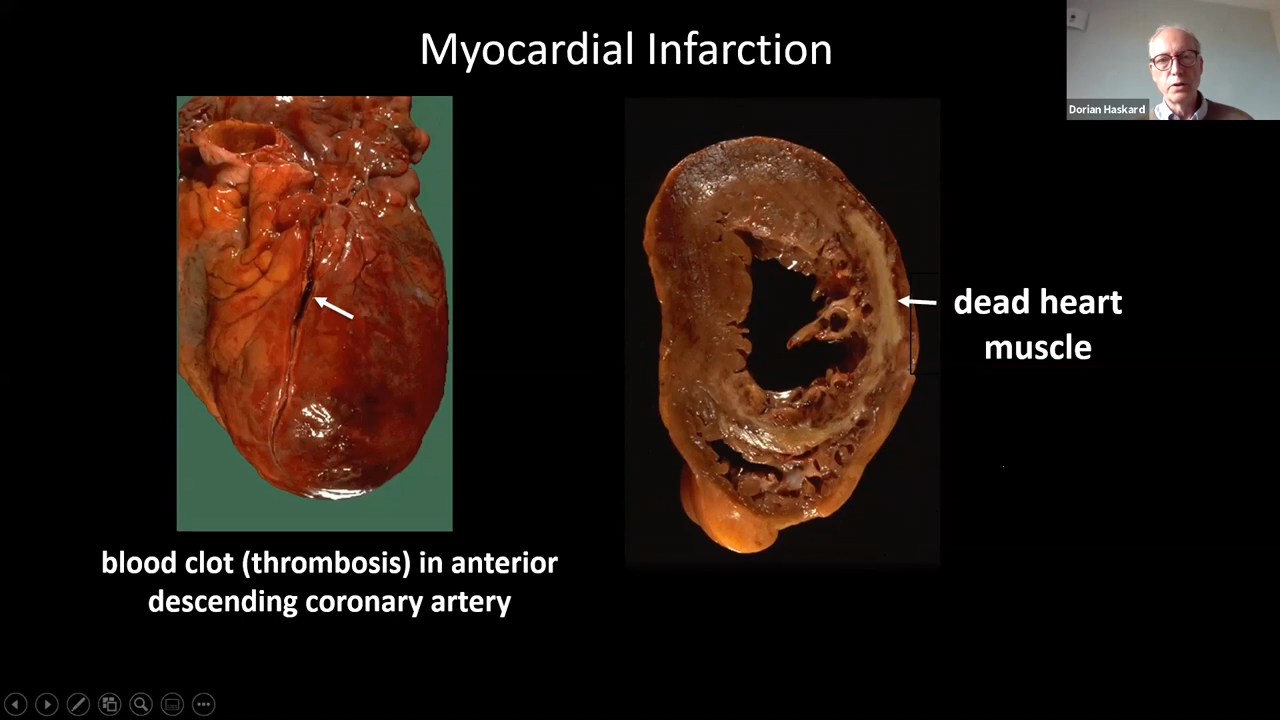 Myocardial Infarction
Dorian Haskard
dead heart
muscle
blood clot (thrombosis) in anterior
descending coronary artery